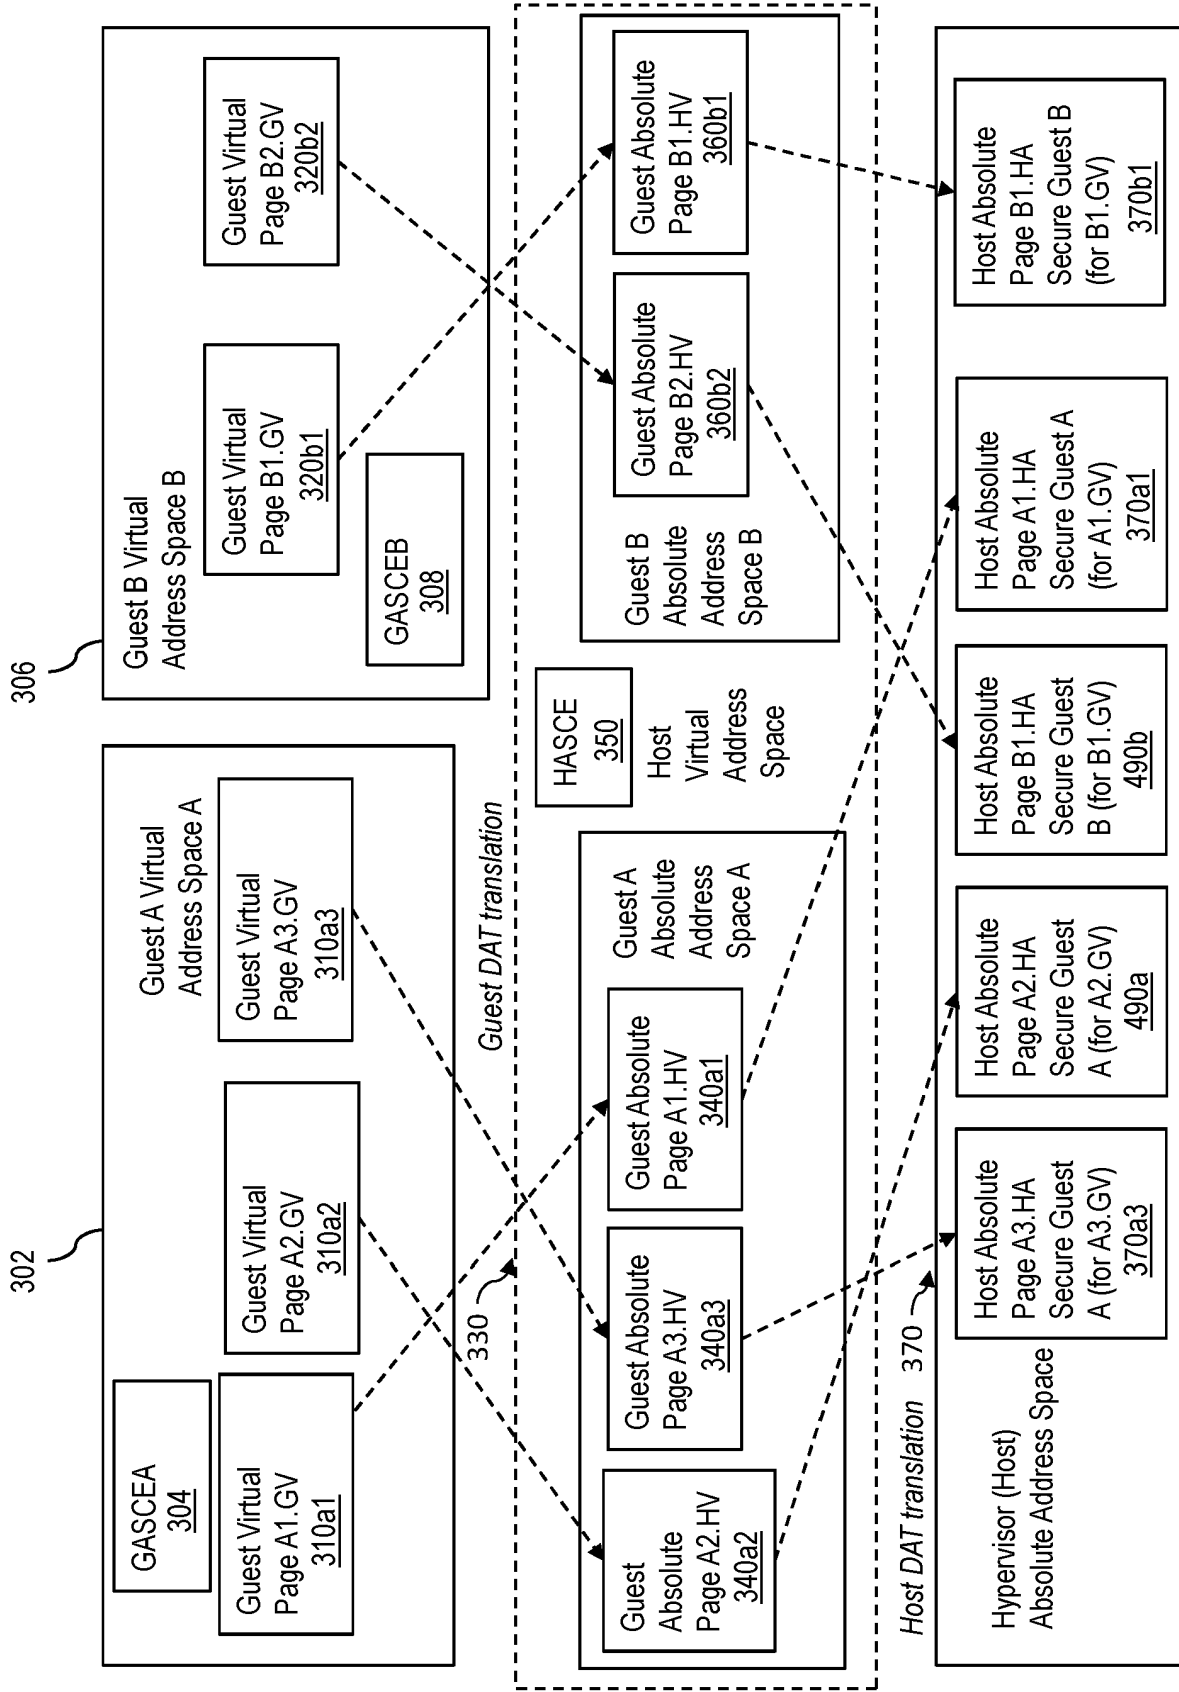 302
GASCEA
304
Guest Virtual
Page A1.GV
310a1
Guest Virtual
Page A2.GV
310a2
Guest A Virtual
Address Space A
Guest Virtual
Page A3.GV
310a3
306
Guest B Virtual
Address Space B
Guest Virtual
Page B1.GV
320b1
Guest Virtual
Page B2.GV
320b2
GASCEB
308
330
Guest DAT translation
Guest
Absolute
Page A2.HV
340a2
Guest Absolute
Page A3.HV
340a3
Guest Absolute
Page A1.HV
340a1
Guest A
Absolute
Address
Space A
HASCE
350
Host
Virtual
Address
Space
Guest B
Absolute
Address
Space B
Guest Absolute
Page B2.HV
360b2
Guest Absolute
Page B1.HV
360b1
Host DAT translation
370
Hypervisor (Host)
Absolute Address Space
Host Absolute
Page A3.HA
Secure Guest
A (for A3.GV)
370a3
Host Absolute
Page A2.HA
Secure Guest
A (for A2.GV)
490a
Host Absolute
Page B1.HA
Secure Guest
B (for B1.GV)
490b
Host Absolute
Page A1.HA
Secure Guest A
(for A1.GV)
370a1
Host Absolute
Page B1.HA
Secure Guest B
(for B1.GV)
370b1